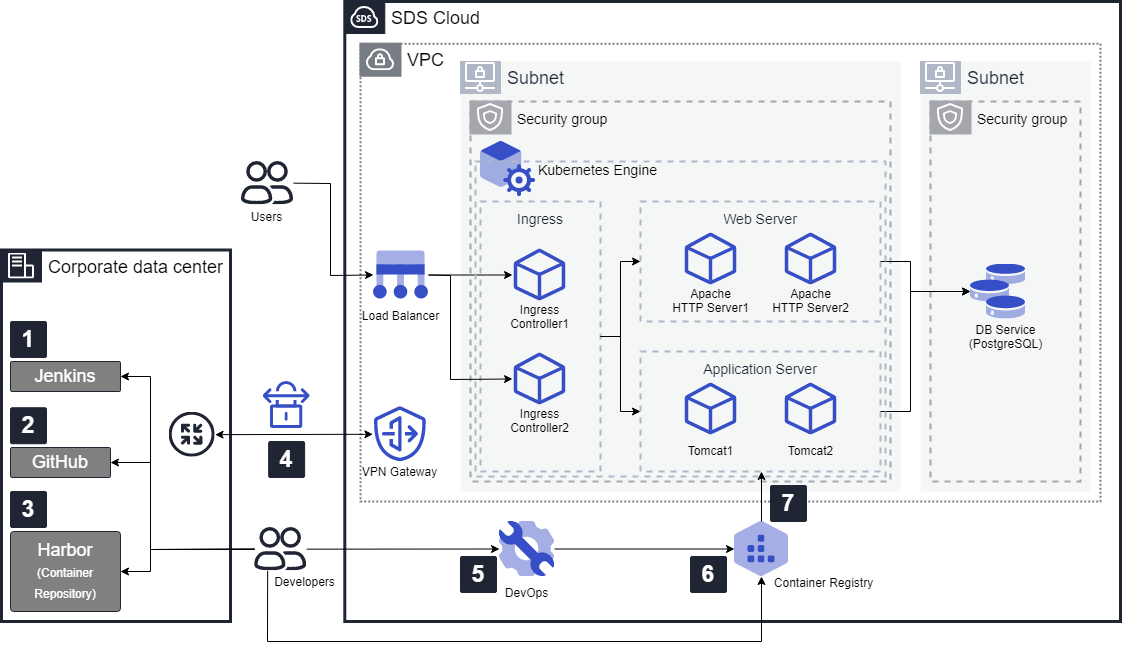 SDS
SDS Cloud
VPC
Subnet
Subnet
Security group
Security group
Kubernetes Engine
Users
Ingress
Web Server
Corporate data center
Apache
HTTP Server1
Apache
HTTP Server2
Load Balancer
Ingress
Controller1
DB Service
(PostgreSQL)
1
Jenkins
Application Server
2
GitHub
4
Ingress
Controller2
VPN Gateway
Tomcat1
Tomcat2
3
Harbor
(Container
Repository)
7
Developers
5
DevOps
6
Container Registry